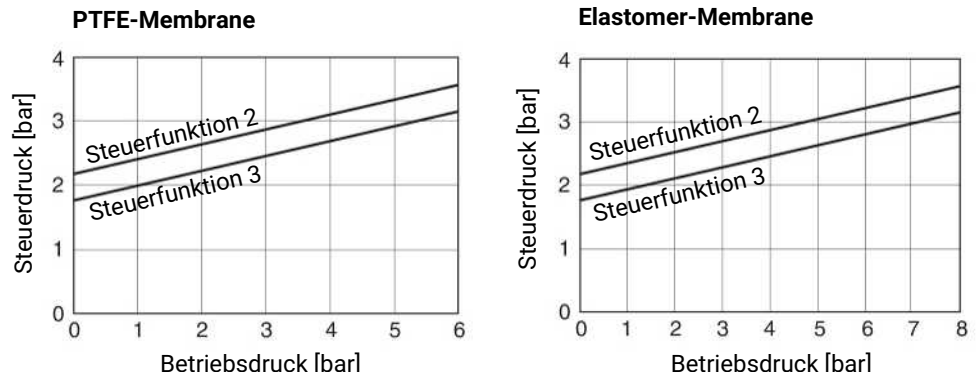 PTFE-Membrane
4
3
2
1
0
Steuerdruck [bar]
Steuerfunktion 2
Steuerfunktion 3
0 1 2 3 4 5 6
Betriebsdruck [bar]
Elastomer-Membrane
4
3
2
1
0
Steuerdruck [bar]
Steuerfunktion 2
Steuerfunktion 3
0 1 2 3 4 5 6 7 8
Betriebsdruck [bar]